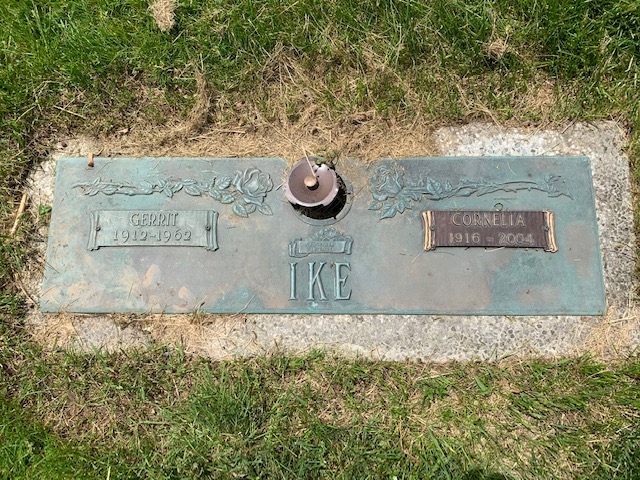 GERRIT
1912-1962
CORNELIA
1916 - 2004
IKE